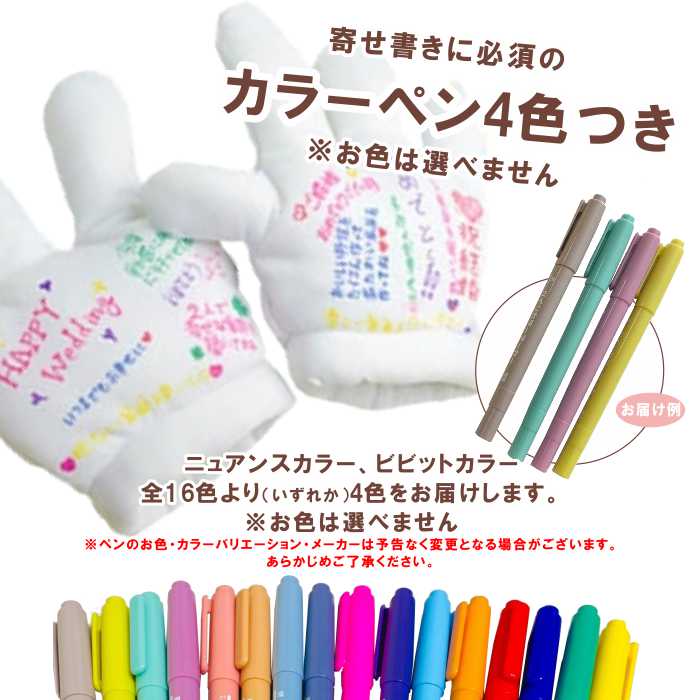 寄せ書きに必須の
カラーペン4色つき
※お色は選べません
HAPPY
Wedding
お届け例
ニュアンスカラー、ビビットカラー
全16色より(いずれか)4色をお届けします。
※お色は選べません
※ペンのお色・カラーバリエーション・メーカーは予告なく変更となる場合がございます。
あらかじめご了承ください。